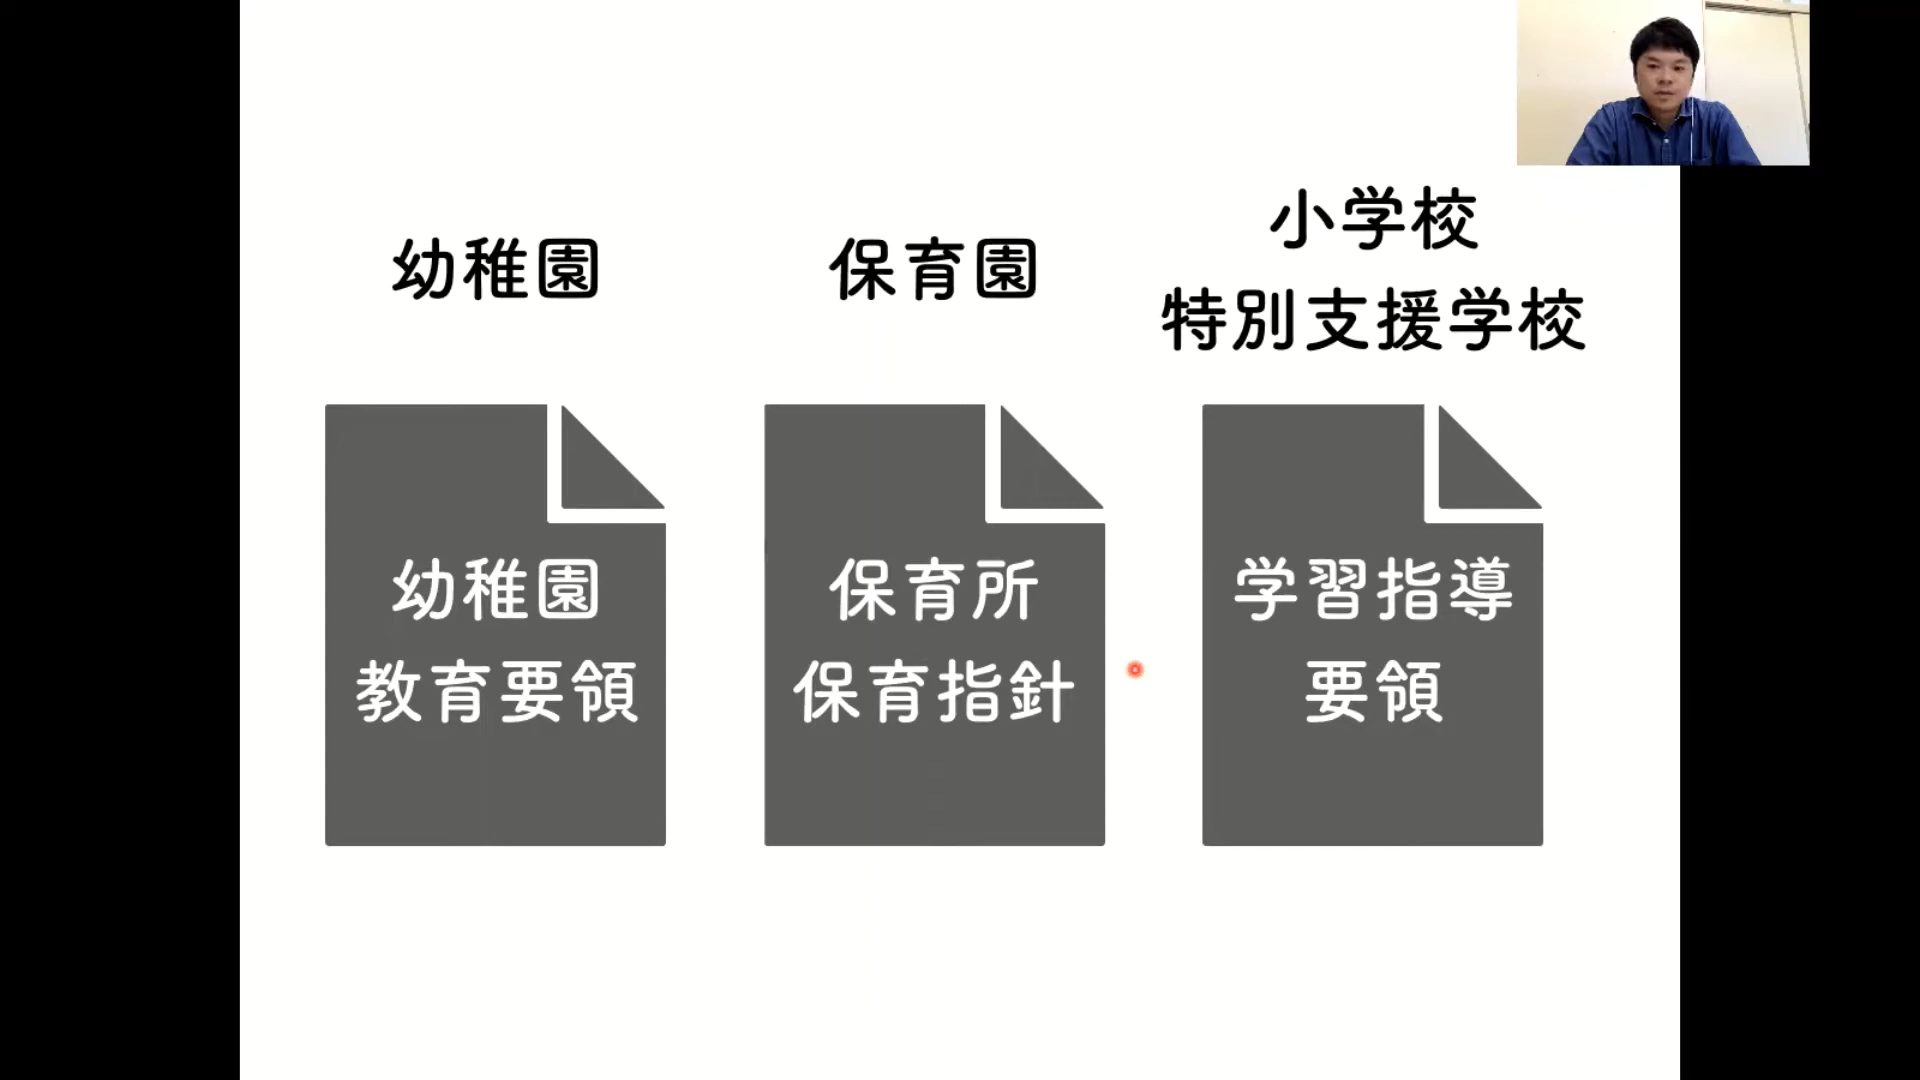 幼稚園
保育園
小学校
特別支援学校
幼稚園
教育要領
保育所
保育指針
学習指導
要領